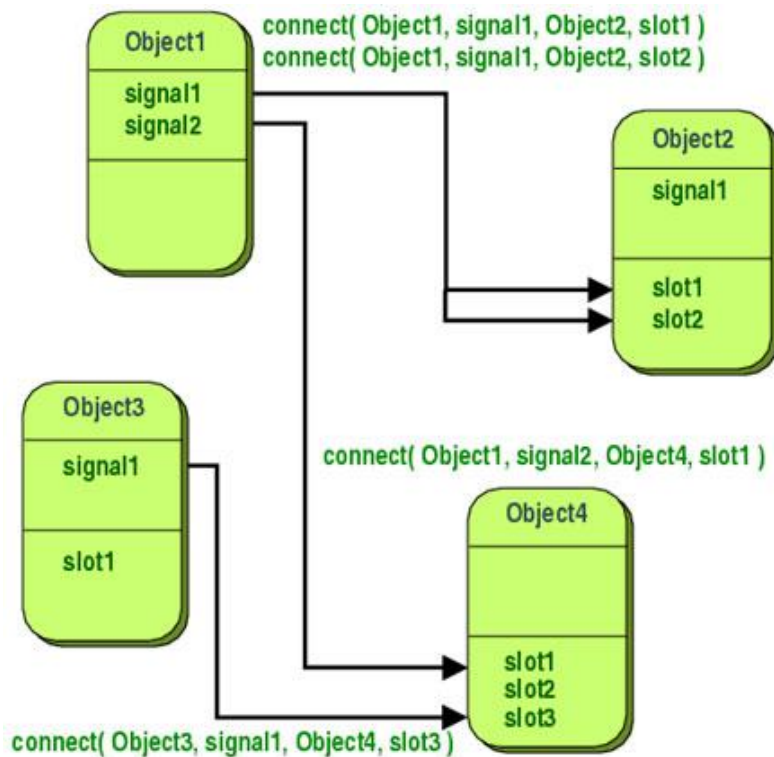 Object1
signal1
signal2
connect( Object1, signal1, Object2, slot1 )
connect( Object1, signal1, Object2, slot2 )
Object2
signal1
slot1
slot2
Object3
signal1
slot1
connect( Object1, signal2, Object4, slot1 )
Object4
slot1
slot2
slot3
connect( Object3, signal1, Object4, slot3 )